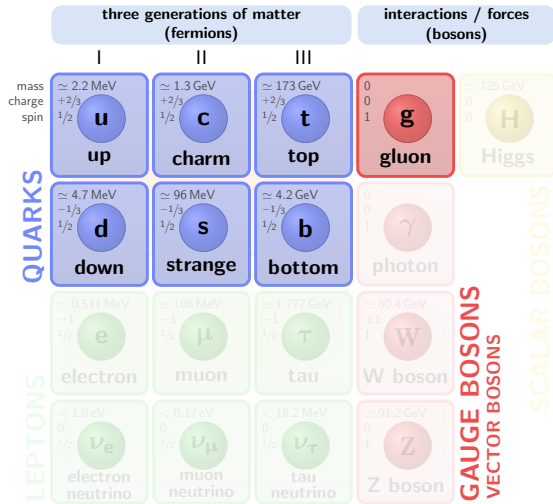 three generations of matter
(fermions)
interactions / forces
(bosons)
I
II
III
mass
charge
spin
≃ 2.2 MeV
+2/3
1/2
u
up
≃ 1.3 GeV
+2/3
1/2
c
charm
≃ 173 GeV
+2/3
1/2
t
top
0
0
1
g
gluon
≃ 125 GeV
0
0
H
Higgs
QUARKS
≃ 4.7 MeV
−1/3
1/2
d
down
≃ 96 MeV
−1/3
1/2
s
strange
≃ 4.2 GeV
−1/3
1/2
b
bottom
0
0
1
γ
photon
SCALAR BOSONS
LEPTONS
≃ 0.511 MeV
−1
1/2
e
electron
≃ 106 MeV
−1
1/2
μ
muon
≃ 1.777 GeV
−1
1/2
τ
tau
≃ 80.4 GeV
±1
1
W
W boson
GAUGE BOSONS
VECTOR BOSONS
< 1.0 eV
0
1/2
νe
electron
neutrino
< 0.17 eV
0
1/2
νμ
muon
neutrino
< 18.2 MeV
0
1/2
ντ
tau
neutrino
≃ 91.2 GeV
0
1
Z
Z boson